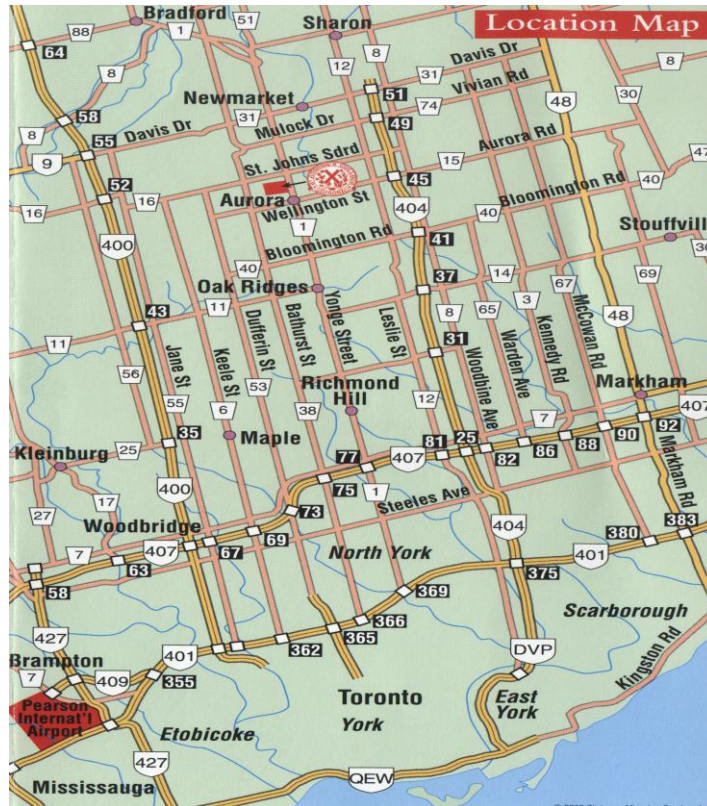 Bradford
51
Sharon
Location Map
88
1
8
64
12
31
Davis Dr
8
8
51
Vivian Rd
48
Newmarket
74
30
58
31
Mulock Dr
49
8
Davis Dr
Aurora Rd
55
St. Johns Sdrd
15
47
9
52
45
Bloomington Rd
40
16
16
Aurora
Wellington St
404
40
Stouffvill
400
1
Bloomington Rd
41
40
14
69
Oak Ridges
37
67
11
3
43
8
65
48
11
31
Jane St
Keele St
Dufferin St
Bathurst St
Yonge Street
Leslie St
Woodbine Ave
Warden Ave
Kennedy Rd
McCowan Rd
56
53
Richmond
Hill
Markham
55
6
38
12
7
407
35
Maple
81
25
90
92
25
77
407
82
86
88
Kleinburg
400
75
1
Steeles Ave
Markham Rd
17
73
27
Woodbridge
404
380
383
7
407
67
69
North York
401
63
375
58
369
Scarborough
366
427
401
362
365
DVP
Kingston Rd
Brampton
7
409
355
Toronto
East
York
Pearson
Internat'l
Airport
York
Etobicoke
427
Mississauga
QEW